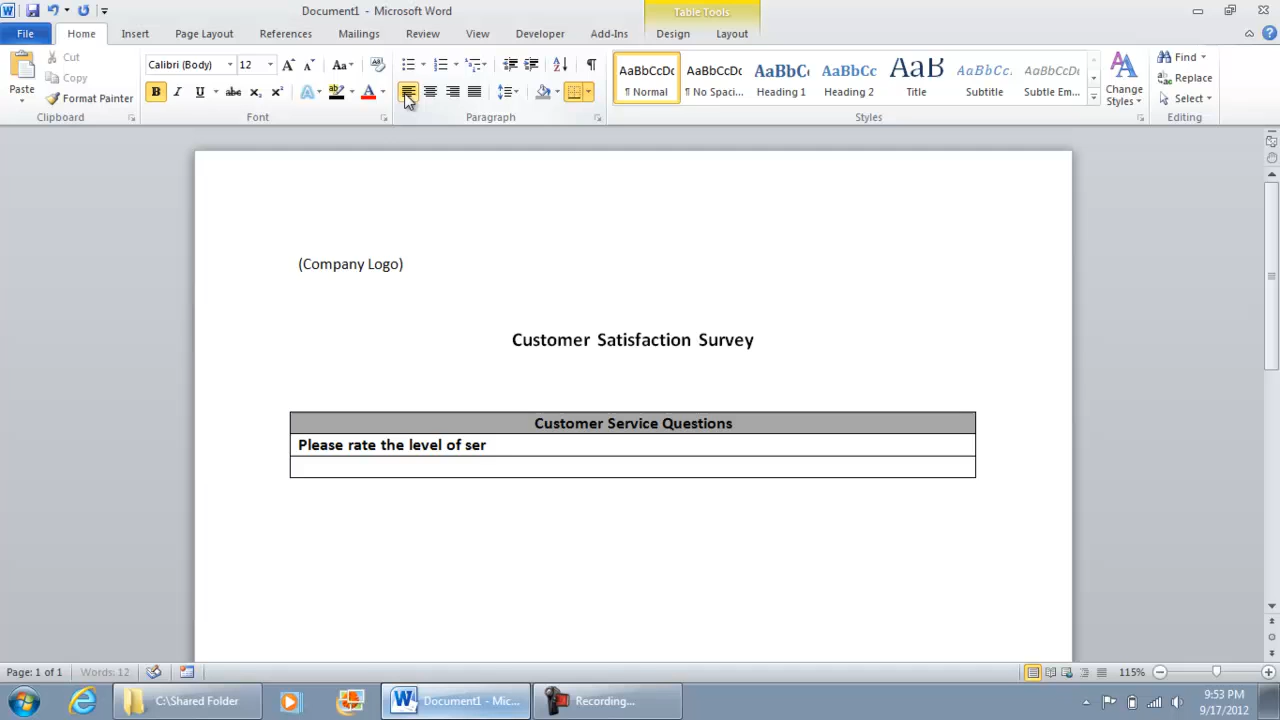 Document1 - Microsoft Word
Table Tools
File Home Insert Page Layout References Mailings Review View Developer Add-Ins Design Layout
Paste
Cut
Copy
Format Painter
Clipboard
Calibri (Body) 12
Font
Paragraph
AaBbCcDc AaBbCcDc AaBbCc AaBbCc AaB AaBbCcI AaBbCcDc
¶ Normal ¶ No Spaci... Heading 1 Heading 2 Title Subtitle Subtle Em...
Change Styles
Styles
Find
Replace
Select
Editing
(Company Logo)
Customer Satisfaction Survey
Customer Service Questions
Please rate the level of ser
Page: 1 of 1 Words: 12 115%
C:\Shared Folder Document1 - Mic... Recording...
9:53 PM
9/17/2012